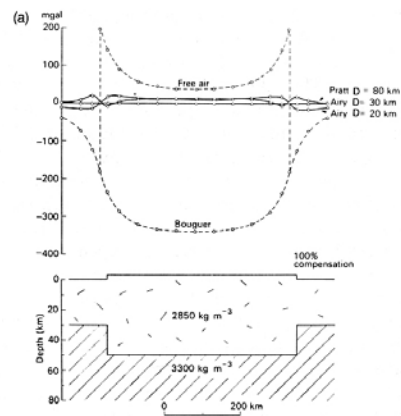 (a)
mgal
200
100
0
-100
-200
-300
400
Free air
Pratt D = 80 km
Airy D = 30 km
Airy D = 20 km
Bouguer
100%
compensation
Depth (km)
0
20
40
60
80
2850 kg m⁻³
3300 kg m⁻³
0 200 km